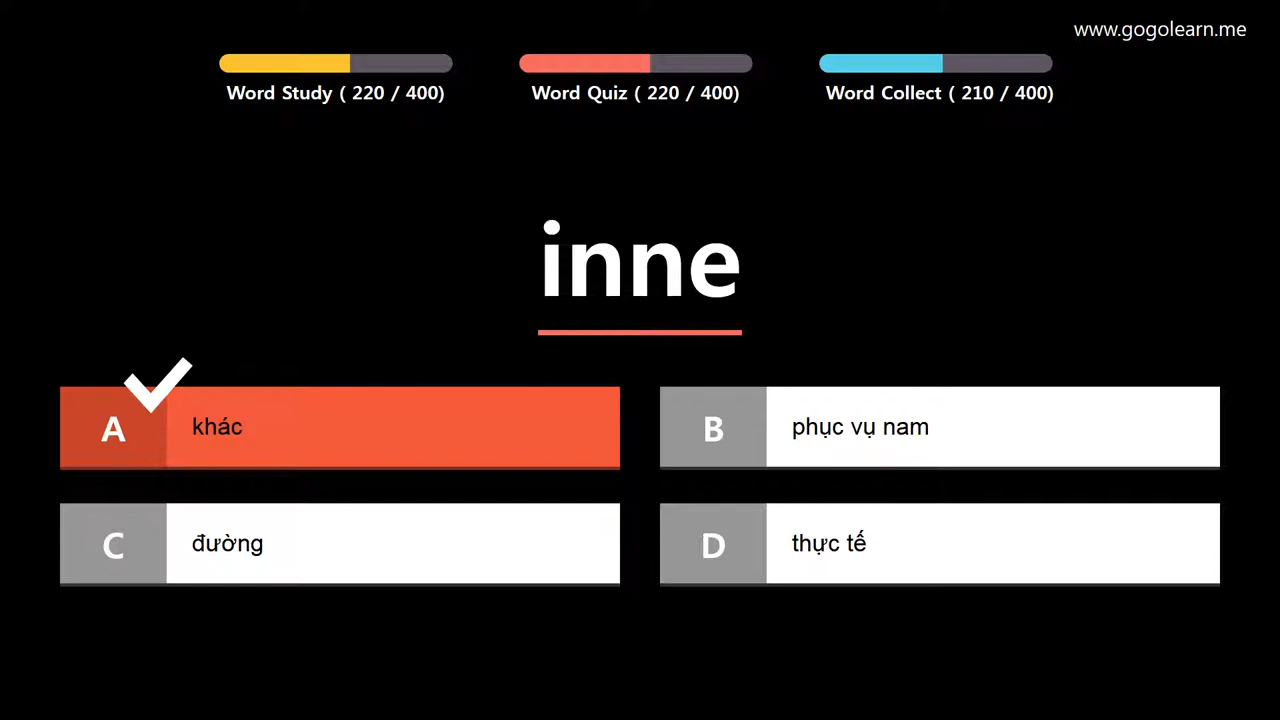 www.gogolearn.me
Word Study ( 220 / 400)
Word Quiz ( 220 / 400)
Word Collect ( 210 / 400)
inne
A khác
B phục vụ nam
C đường
D thực tế